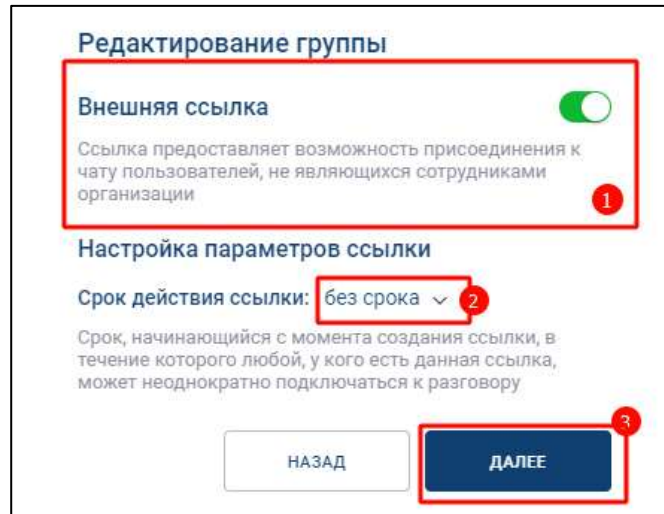 Редактирование группы
Внешняя ссылка
Ссылка предоставляет возможность присоединения к
чату пользователей, не являющихся сотрудниками
организации
1
Настройка параметров ссылки
Срок действия ссылки: без срока
2
Срок, начинающийся с момента создания ссылки, в
течение которого любой, у кого есть данная ссылка,
может неоднократно подключаться к разговору
3
НАЗАД
ДАЛЕЕ